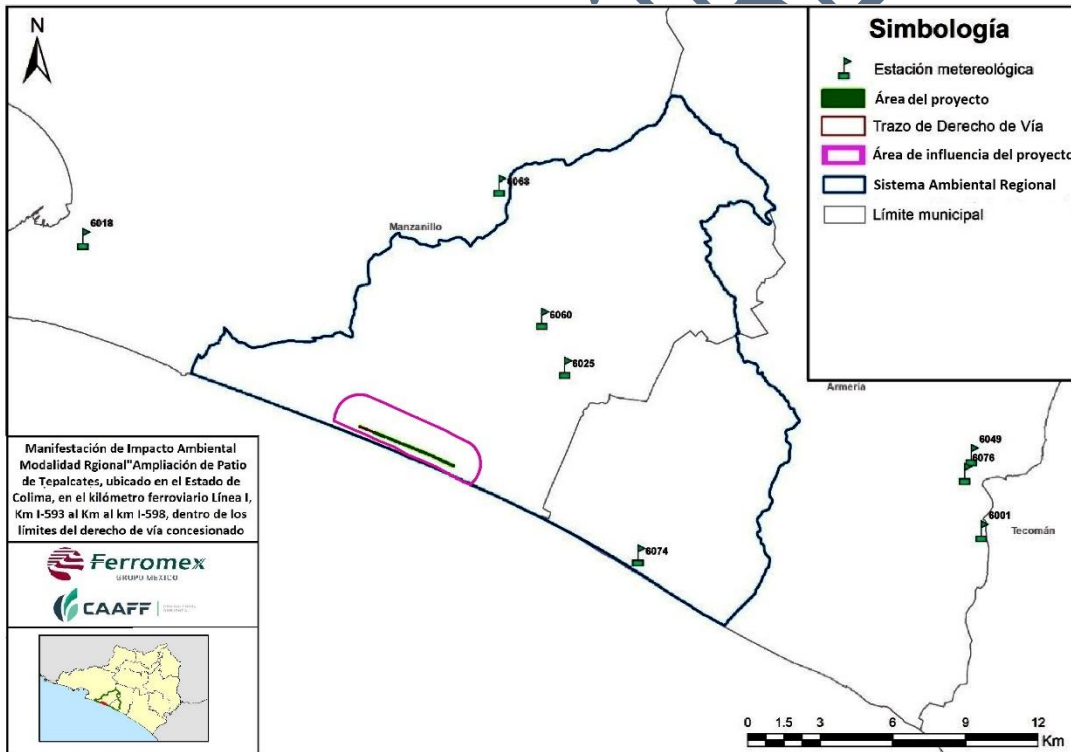 N
Simbología
Estación metereológica
Área del proyecto
Trazo de Derecho de Vía
Área de influencia del proyecto
Sistema Ambiental Regional
Límite municipal
6068
6018
Manzanillo
6060
6025
Armería
6049
6076
6001
Tecomán
6074
Manifestación de Impacto Ambiental
Modalidad Rgional"Ampliación de Patio
de Tepalcates, ubicado en el Estado de
Colima, en el kilómetro ferroviario Línea I,
Km I-593 al Km al km I-598, dentro de los
límites del derecho de vía concesionado
Ferromex
GRUPO MÉXICO
CAAFF
0 1.5 3 6 9 12
Km